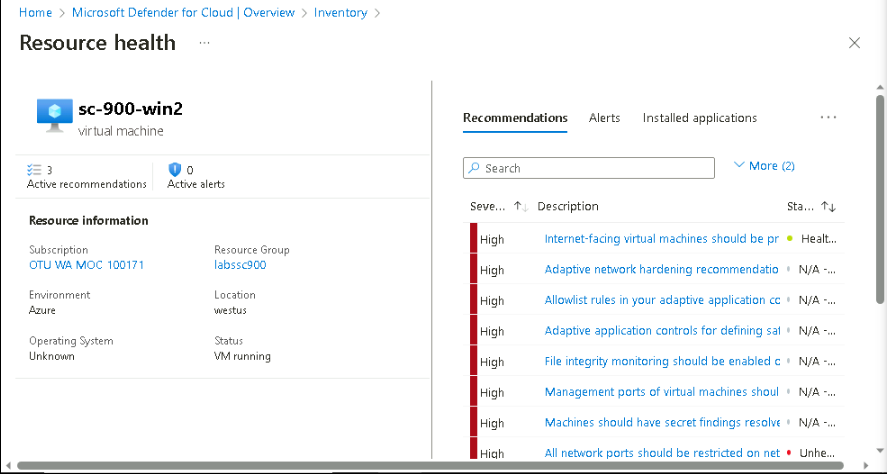 Home > Microsoft Defender for Cloud | Overview > Inventory >
Resource health ...
sc-900-win2
virtual machine
3
Active recommendations
0
Active alerts
Resource information
Subscription
OTU WA MOC 100171
Resource Group
labssc900
Environment
Azure
Location
westus
Operating System
Unknown
Status
VM running
Recommendations Alerts Installed applications ...
Search
More (2)
Seve... Description Sta...
High Internet-facing virtual machines should be pr Healt...
High Adaptive network hardening recommendatio N/A -...
High Allowlist rules in your adaptive application co N/A -...
High Adaptive application controls for defining saf N/A -...
High File integrity monitoring should be enabled o N/A -...
High Management ports of virtual machines shoul N/A -...
High Machines should have secret findings resolve N/A -...
High All network ports should be restricted on net Unhe...